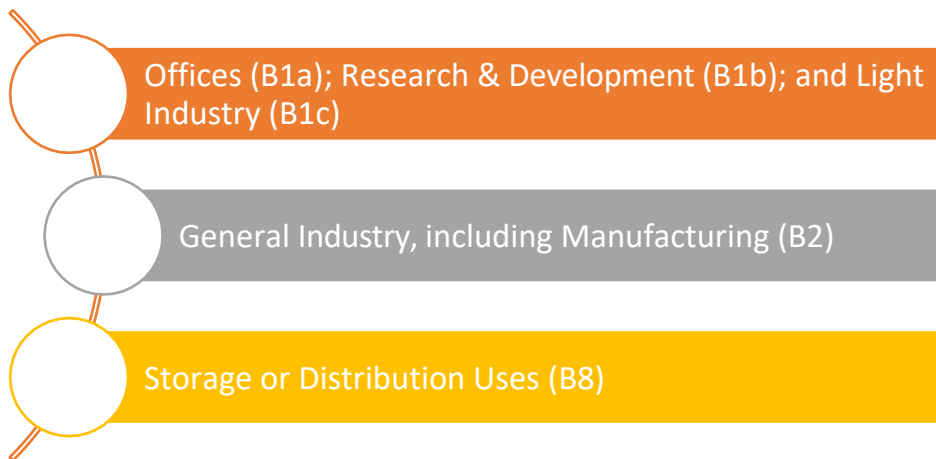 Offices (B1a); Research & Development (B1b); and Light
Industry (B1c)
General Industry, including Manufacturing (B2)
Storage or Distribution Uses (B8)